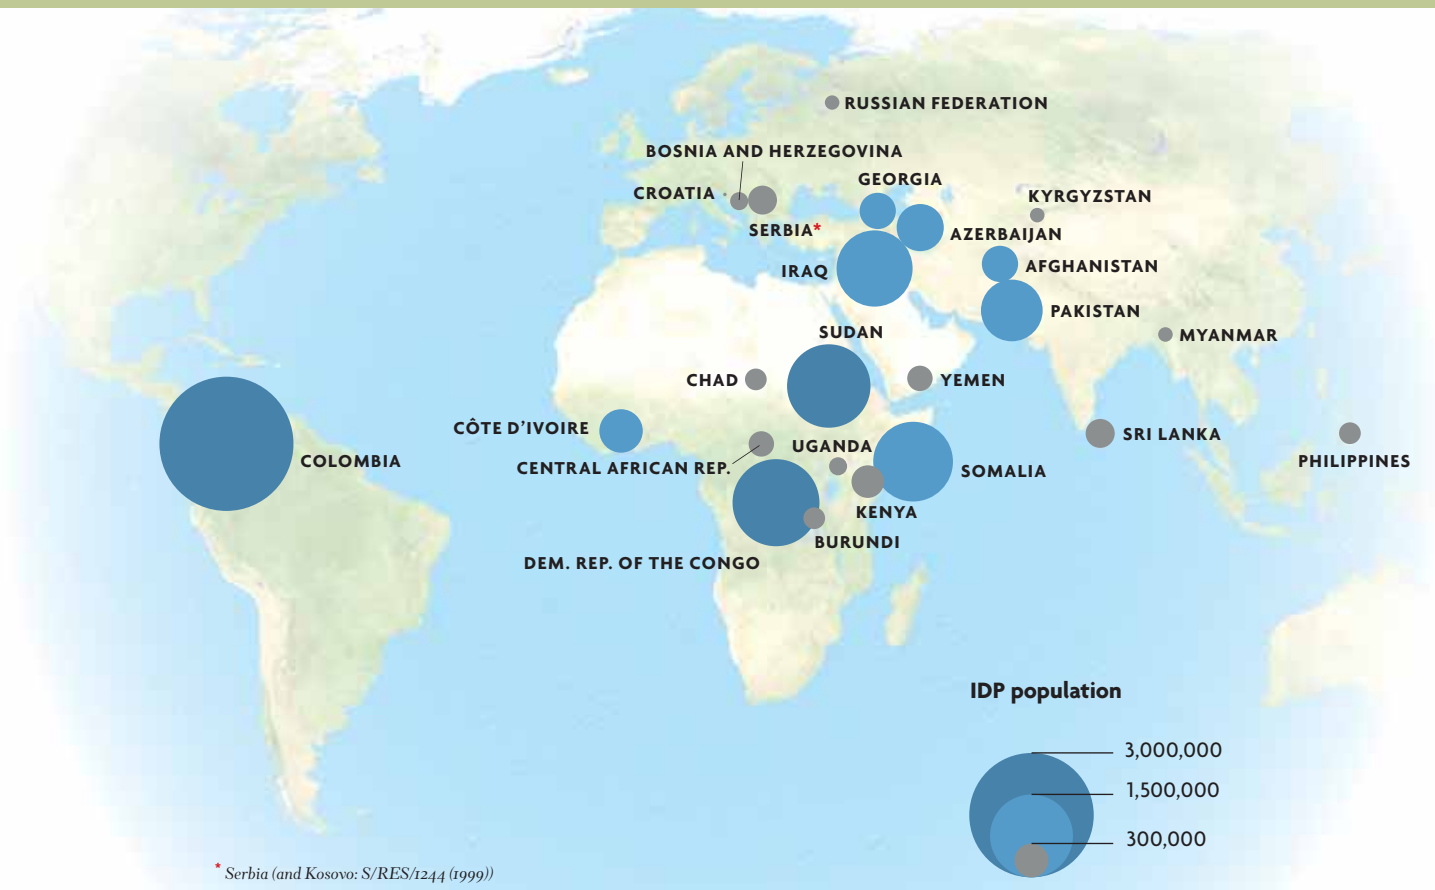 RUSSIAN FEDERATION
BOSNIA AND HERZEGOVINA
GEORGIA
CROATIA
KYRGYZSTAN
SERBIA*
AZERBAIJAN
IRAQ
AFGHANISTAN
PAKISTAN
SUDAN
MYANMAR
CHAD
YEMEN
CÔTE D'IVOIRE
SRI LANKA
UGANDA
COLOMBIA
PHILIPPINES
CENTRAL AFRICAN REP.
SOMALIA
KENYA
BURUNDI
DEM. REP. OF THE CONGO
IDP population
3,000,000
1,500,000
300,000
* Serbia (and Kosovo: S/RES/1244 (1999))